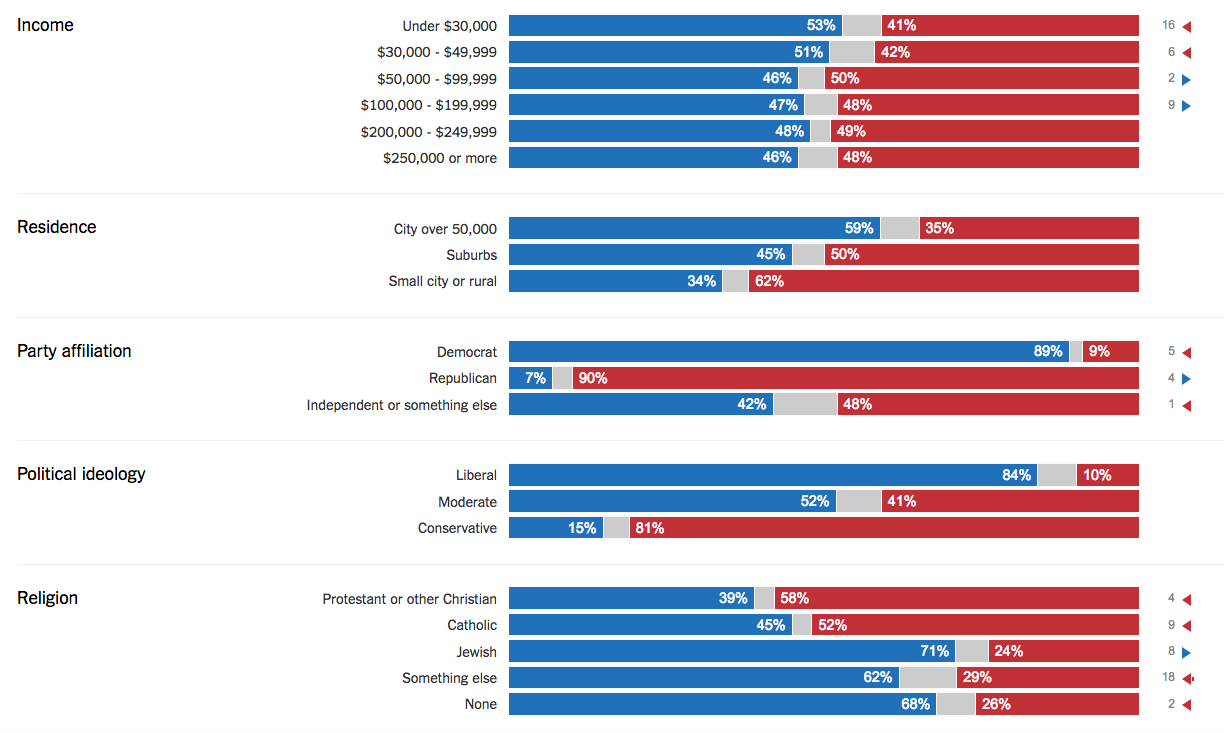 Income
Under $30,000 53% 41% 16
$30,000 - $49,999 51% 42% 6
$50,000 - $99,999 46% 50% 2
$100,000 - $199,999 47% 48% 9
$200,000 - $249,999 48% 49%
$250,000 or more 46% 48%
Residence
City over 50,000 59% 35%
Suburbs 45% 50%
Small city or rural 34% 62%
Party affiliation
Democrat 89% 9% 5
Republican 7% 90% 4
Independent or something else 42% 48% 1
Political ideology
Liberal 84% 10%
Moderate 52% 41%
Conservative 15% 81%
Religion
Protestant or other Christian 39% 58% 4
Catholic 45% 52% 9
Jewish 71% 24% 8
Something else 62% 29% 18
None 68% 26% 2